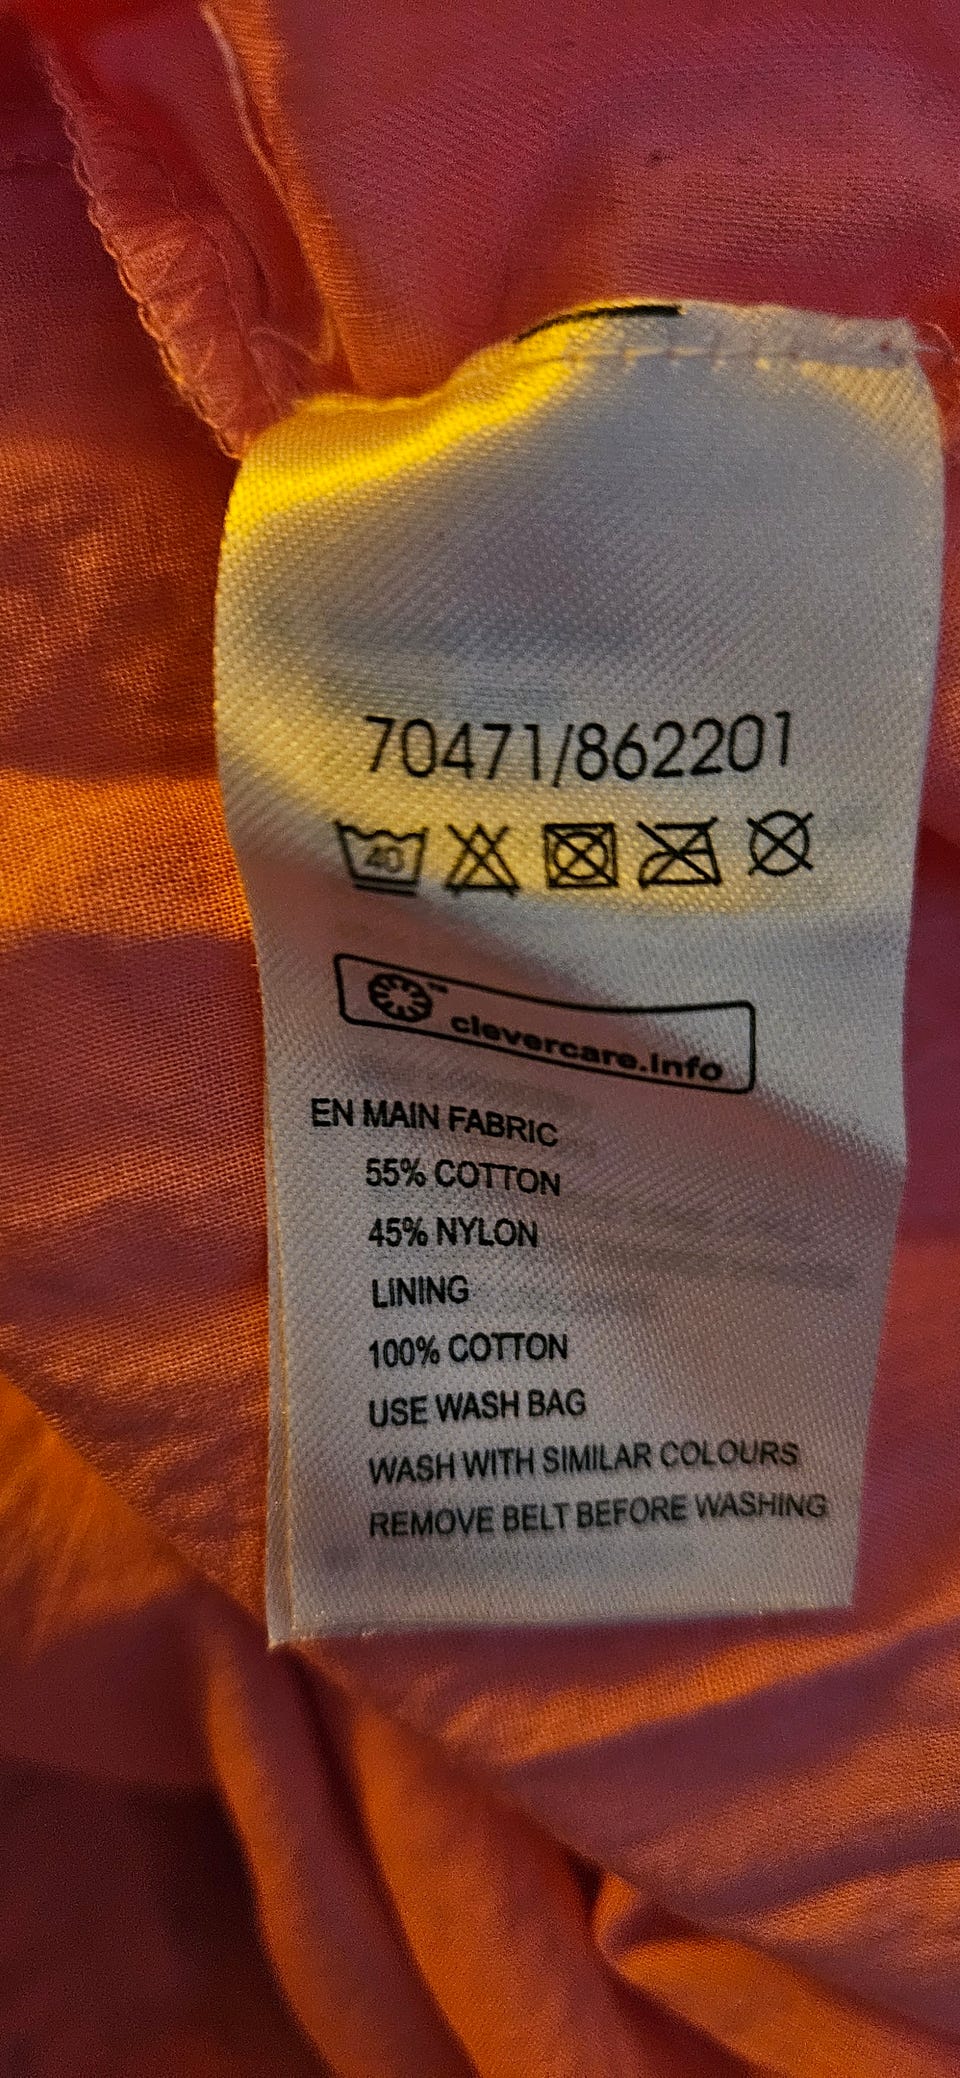 70471/862201
40
clevercare.info
EN MAIN FABRIC
55% COTTON
45% NYLON
LINING
100% COTTON
USE WASH BAG
WASH WITH SIMILAR COLOURS
REMOVE BELT BEFORE WASHING